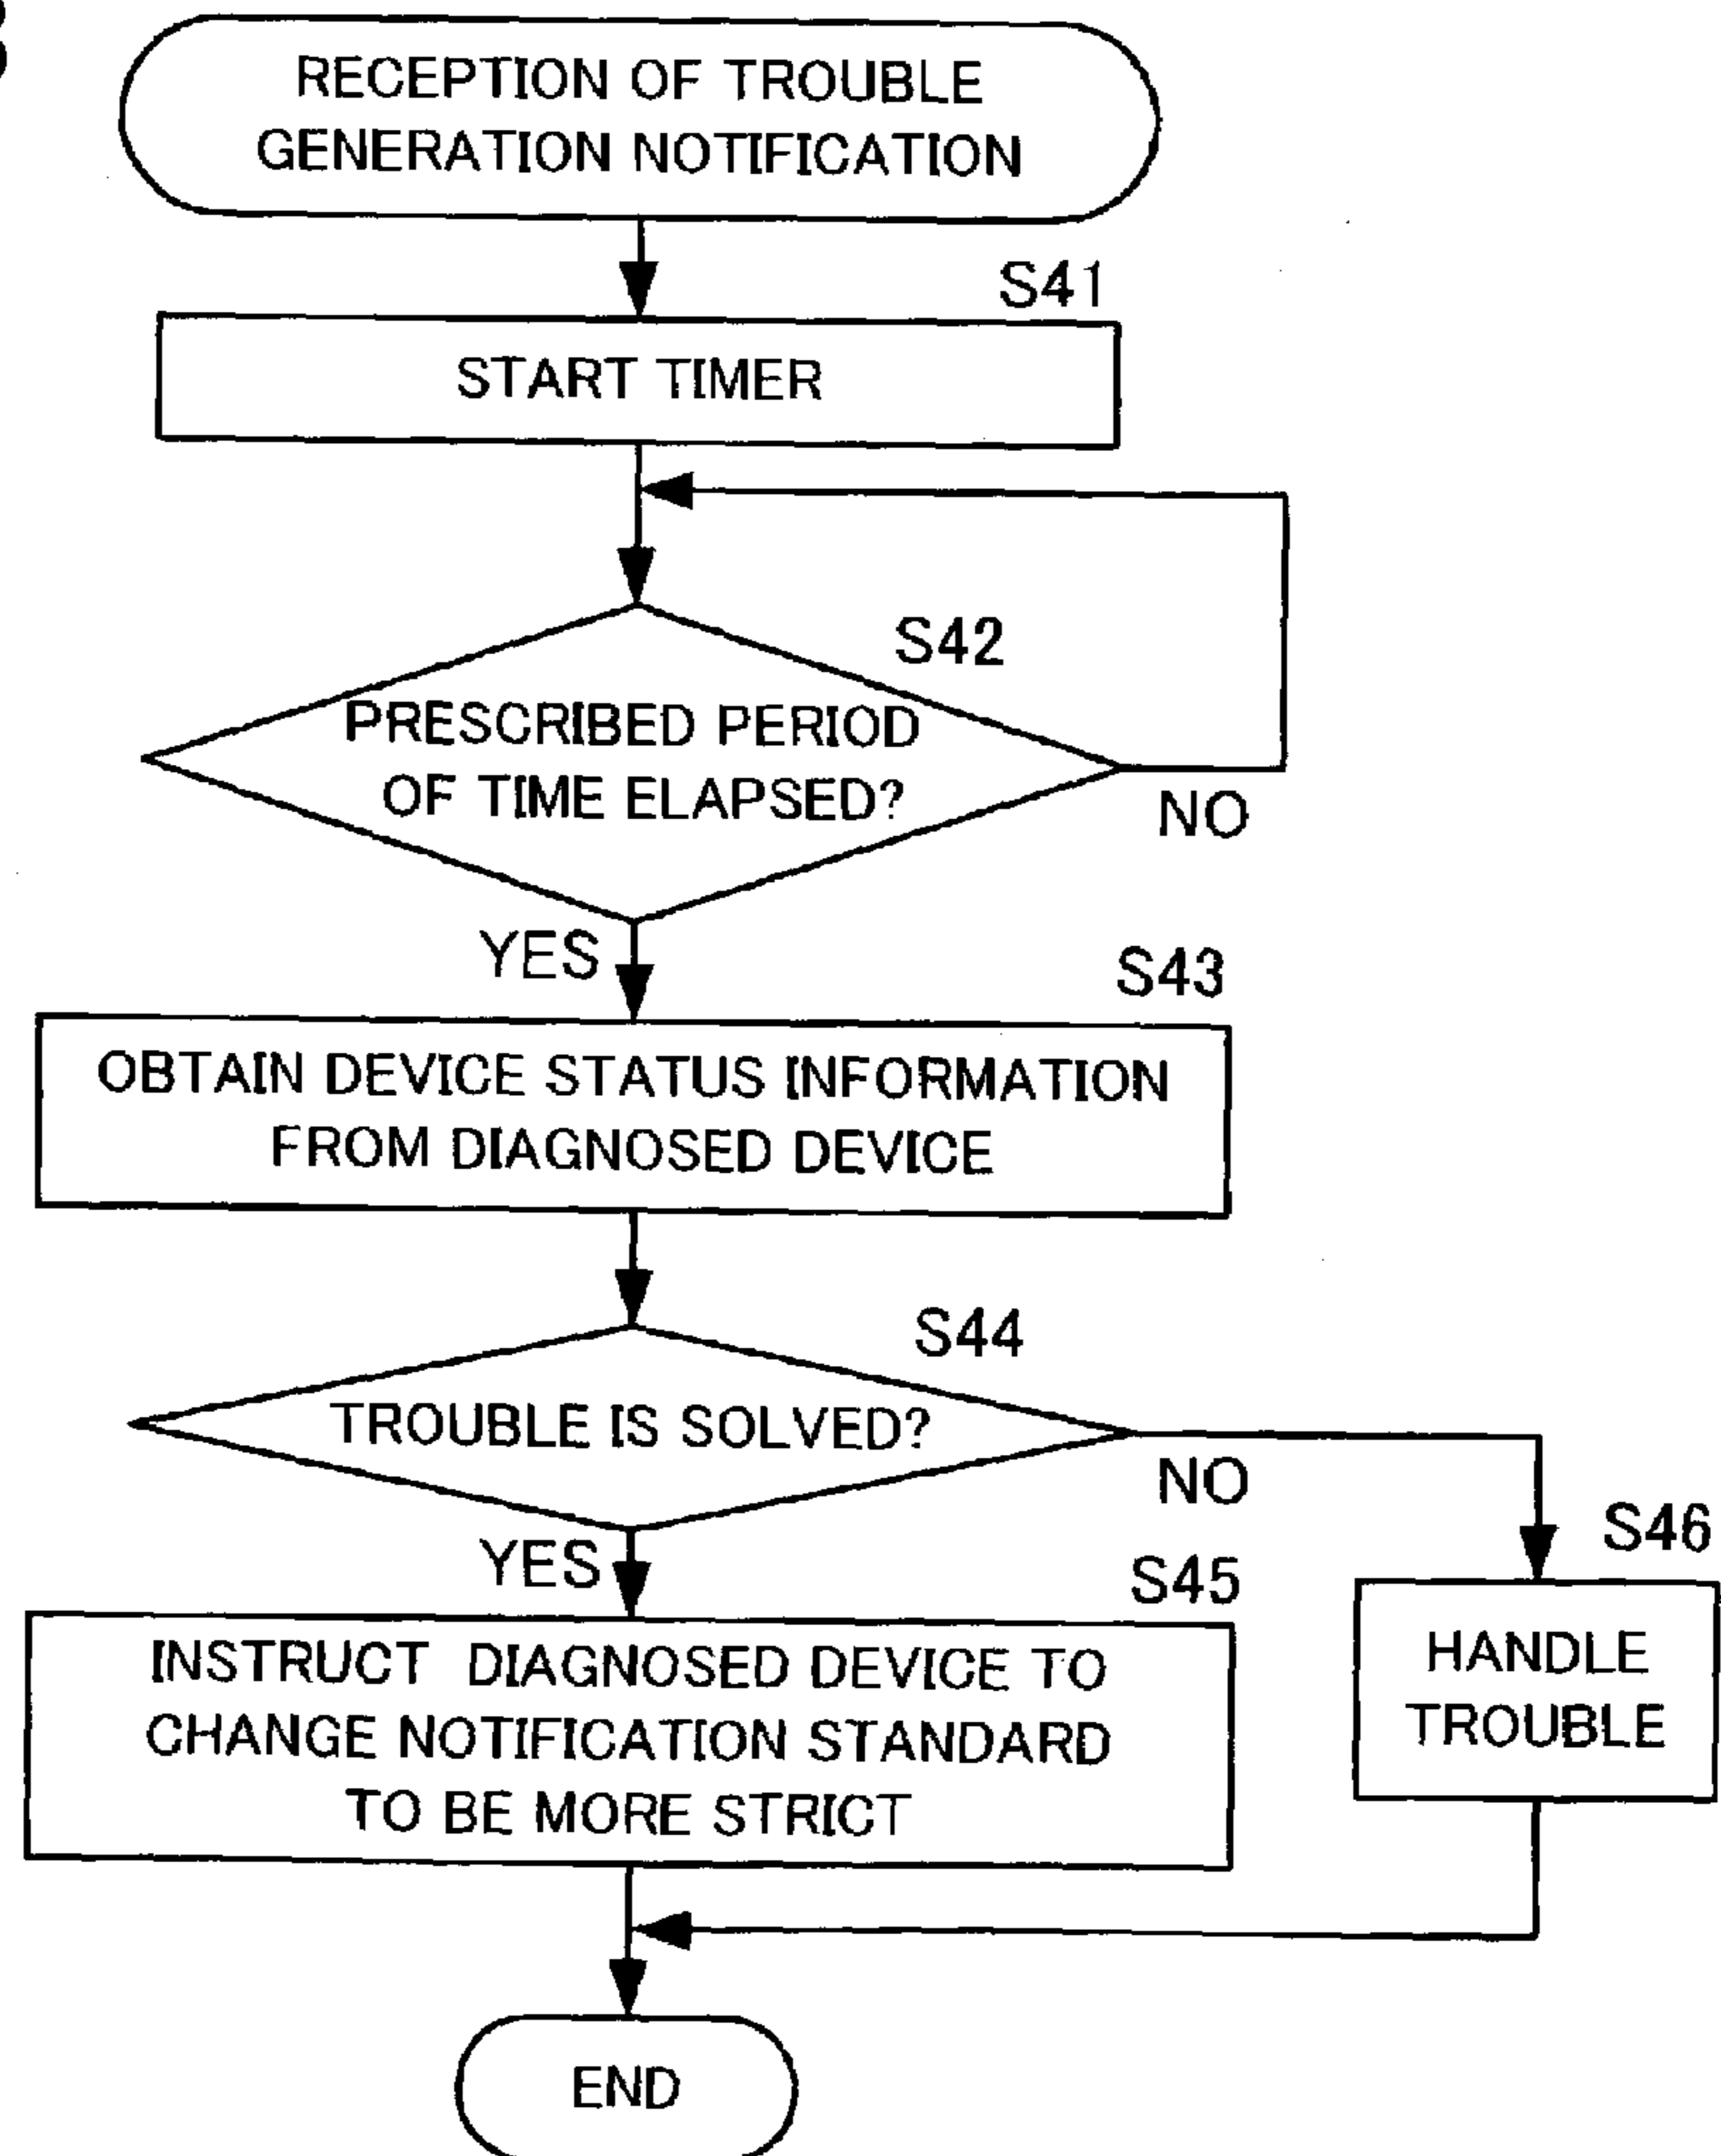 RECEPTION OF TROUBLE
GENERATION NOTIFICATION
S41
START TIMER
S42
PRESCRIBED PERIOD
OF TIME ELAPSED?
NO
YES
S43
OBTAIN DEVICE STATUS INFORMATION
FROM DIAGNOSED DEVICE
S44
TROUBLE IS SOLVED?
NO
YES
S45
S46
INSTRUCT DIAGNOSED DEVICE TO
CHANGE NOTIFICATION STANDARD
TO BE MORE STRICT
HANDLE
TROUBLE
END